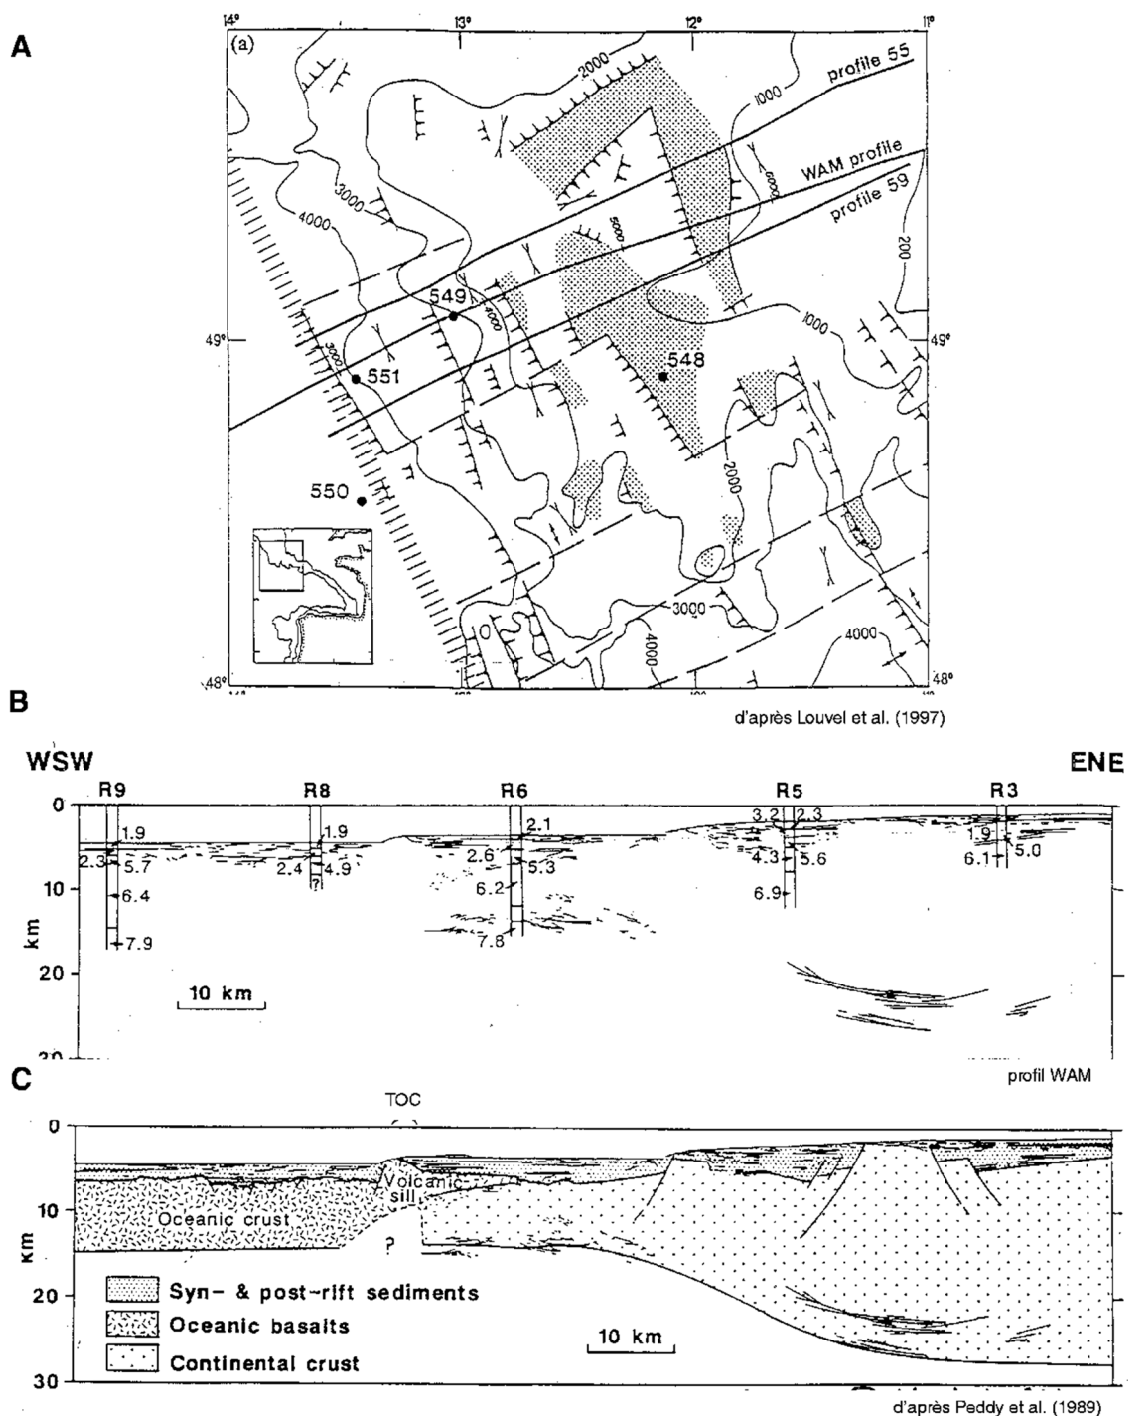 A
(a)
14°
13°
12°
11°
2000
1000
profile 55
WAM profile
profile 59
3000
4000
6000
5000
200
549
4000
49°
3000
551
548
1000
49°
550
2000
3000
0
4000
4000
48°
48°
d'après Louvel et al. (1997)
B
WSW
ENE
R9
R8
R6
R5
R3
0
1.9
1.9
2.1
3.2
2.3
1.9
2.3
5.7
2.4
4.9
2.6
5.3
4.3
5.6
6.1
5.0
?
10
6.4
6.2
6.9
7.9
7.8
km
20
10 km
profil WAM
C
TOC
0
Volcanic
sill
Oceanic crust
10
km
?
Syn- & post-rift sediments
20
Oceanic basalts
10 km
Continental crust
30
d'après Peddy et al. (1989)